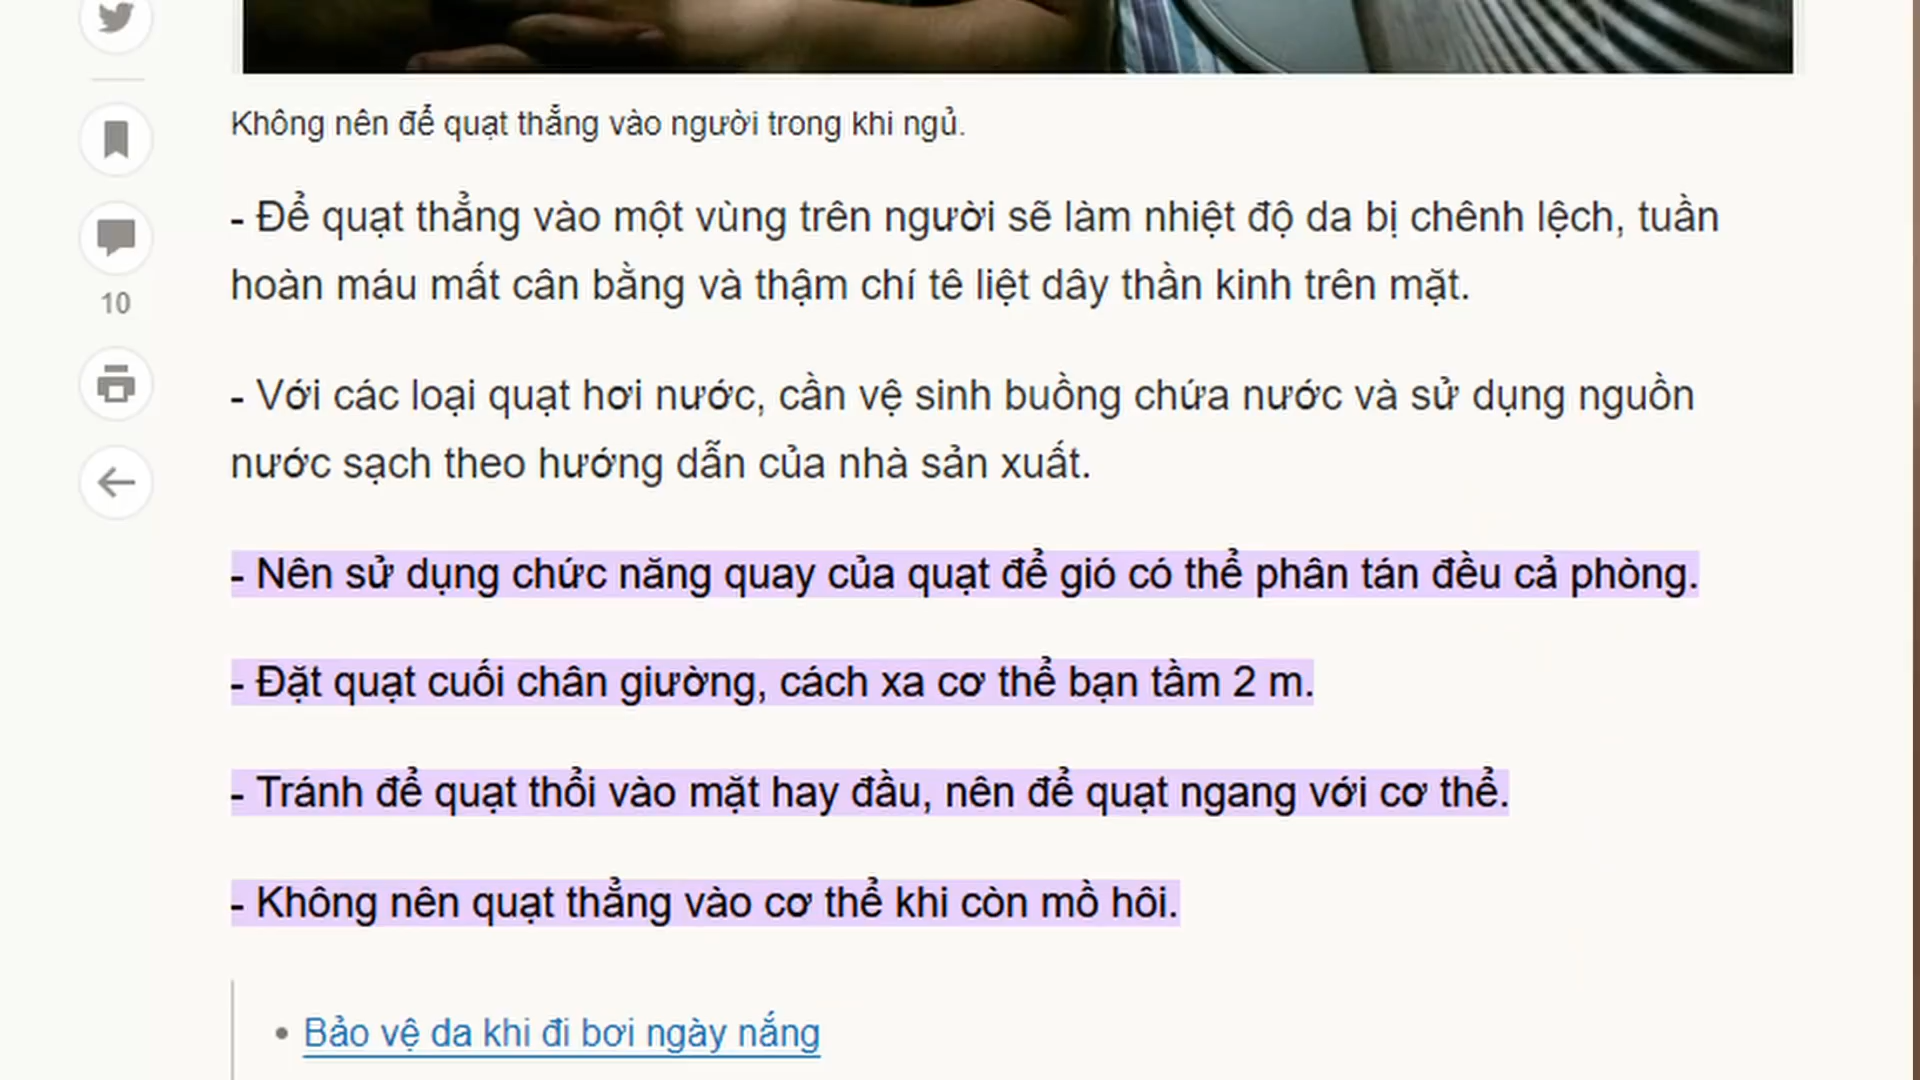 Không nên để quạt thẳng vào người trong khi ngủ.
- Để quạt thẳng vào một vùng trên người sẽ làm nhiệt độ da bị chênh lệch, tuần
hoàn máu mất cân bằng và thậm chí tê liệt dây thần kinh trên mặt.
10
- Với các loại quạt hơi nước, cần vệ sinh buồng chứa nước và sử dụng nguồn
nước sạch theo hướng dẫn của nhà sản xuất.
- Nên sử dụng chức năng quay của quạt để gió có thể phân tán đều cả phòng.
- Đặt quạt cuối chân giường, cách xa cơ thể bạn tầm 2 m.
- Tránh để quạt thổi vào mặt hay đầu, nên để quạt ngang với cơ thể.
- Không nên quạt thẳng vào cơ thể khi còn mồ hôi.
• Bảo vệ da khi đi bơi ngày nắng